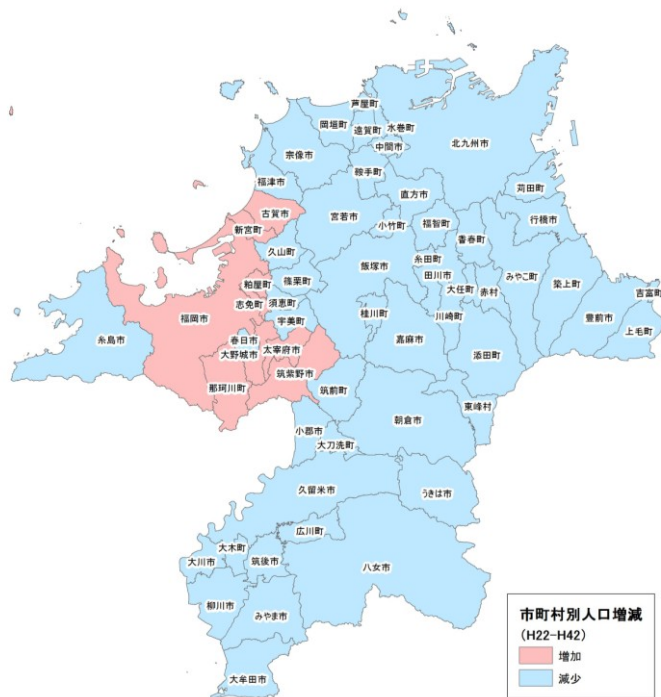 芦屋町
岡垣町
遠賀町
水巻町
中間市
北九州市
宗像市
鞍手町
福津市
直方市
苅田町
古賀市
宮若市
小竹町
福智町
行橋市
新宮町
香春町
久山町
飯塚市
糸田町
みやこ町
築上町
粕屋町
篠栗町
田川市
吉富町
志免町
須恵町
大任町
赤村
福岡市
桂川町
川崎町
豊前市
宇美町
上毛町
糸島市
春日市
嘉麻市
大野城市
太宰府市
添田町
筑紫野市
那珂川町
筑前町
東峰村
朝倉市
小郡市
大刀洗町
久留米市
うきは市
広川町
大木町
大川市
筑後市
八女市
柳川市
みやま市
大牟田市
市町村別人口増減
(H22-H42)
増加
減少